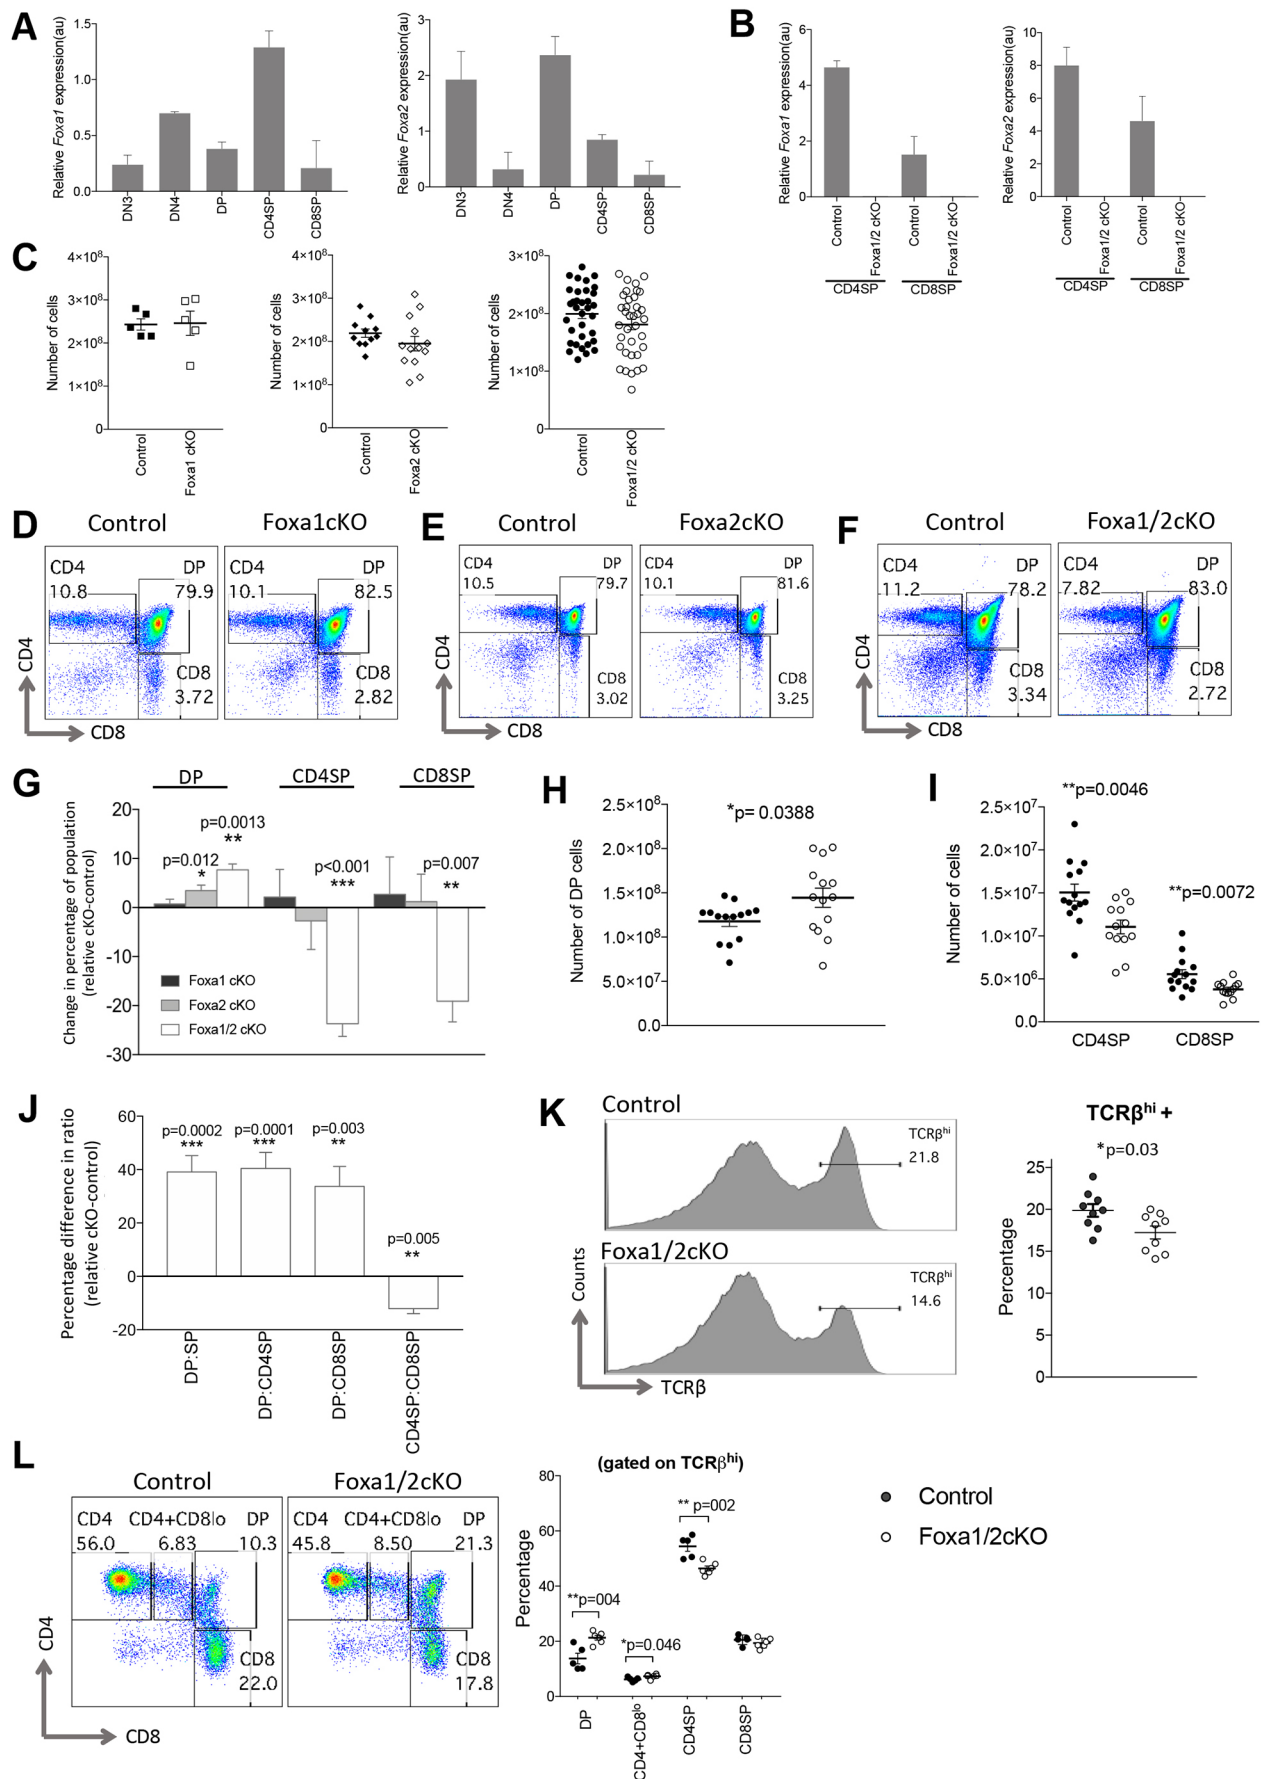 A
Relative Foxa1 expression(au)
1.5
1.0
0.5
0.0
DN3
DN4
DP
CD4SP
CD8SP
Relative Foxa2 expression(au)
3
2
1
0
DN3
DN4
DP
CD4SP
CD8SP
B
Relative Foxa1 expression(au)
6
4
2
0
Control
Foxa1/2 cKO
Control
Foxa1/2 cKO
CD4SP
CD8SP
Relative Foxa2 expression(au)
10
8
6
4
2
0
Control
Foxa1/2 cKO
Control
Foxa1/2 cKO
CD4SP
CD8SP
C
Number of cells
4×10⁸
3×10⁸
2×10⁸
1×10⁸
0
Control
Foxa1 cKO
Number of cells
4×10⁸
3×10⁸
2×10⁸
1×10⁸
0
Control
Foxa2 cKO
Number of cells
3×10⁸
2×10⁸
1×10⁸
0
Control
Foxa1/2 cKO
D
Control
Foxa1cKO
CD4 DP
10.8 79.9
CD8
3.72
CD4 DP
10.1 82.5
CD8
2.82
CD4
CD8
E
Control
Foxa2cKO
CD4 DP
10.5 79.7
CD8
3.02
CD4 DP
10.1 81.6
CD8
3.25
CD4
CD8
F
Control
Foxa1/2cKO
CD4 DP
11.2 78.2
CD8
3.34
CD4 DP
7.82 83.0
CD8
2.72
CD4
CD8
G
DP
CD4SP
CD8SP
Change in percentage of population
(relative cKO-control)
20
10
0
-10
-20
-30
p=0.012
*
p=0.0013
**
p<0.001
***
p=0.007
**
Foxa1 cKO
Foxa2 cKO
Foxa1/2 cKO
H
Number of DP cells
2.5×10⁸
2.0×10⁸
1.5×10⁸
1.0×10⁸
5.0×10⁷
0.0
*p= 0.0388
I
Number of cells
2.5×10⁷
2.0×10⁷
1.5×10⁷
1.0×10⁷
5.0×10⁶
0.0
**p=0.0046
**p=0.0072
CD4SP
CD8SP
J
Percentage difference in ratio
(relative cKO-control)
60
40
20
0
-20
p=0.0002
***
p=0.0001
***
p=0.003
**
p=0.005
**
DP:SP
DP:CD4SP
DP:CD8SP
CD4SP:CD8SP
K
Control
TCRβhi
21.8
Foxa1/2cKO
TCRβhi
14.6
Counts
TCRβ
TCRβhi +
*p=0.03
Percentage
25
20
15
10
5
0
L
Control
Foxa1/2cKO
CD4 CD4+CD8lo DP
56.0 6.83 10.3
CD8
22.0
CD4 CD4+CD8lo DP
45.8 8.50 21.3
CD8
17.8
CD4
CD8
(gated on TCRβhi)
Percentage
80
60
40
20
0
**p=004
*p=0.046
** p=002
DP
CD4+CD8lo
CD4SP
CD8SP
Control
Foxa1/2cKO